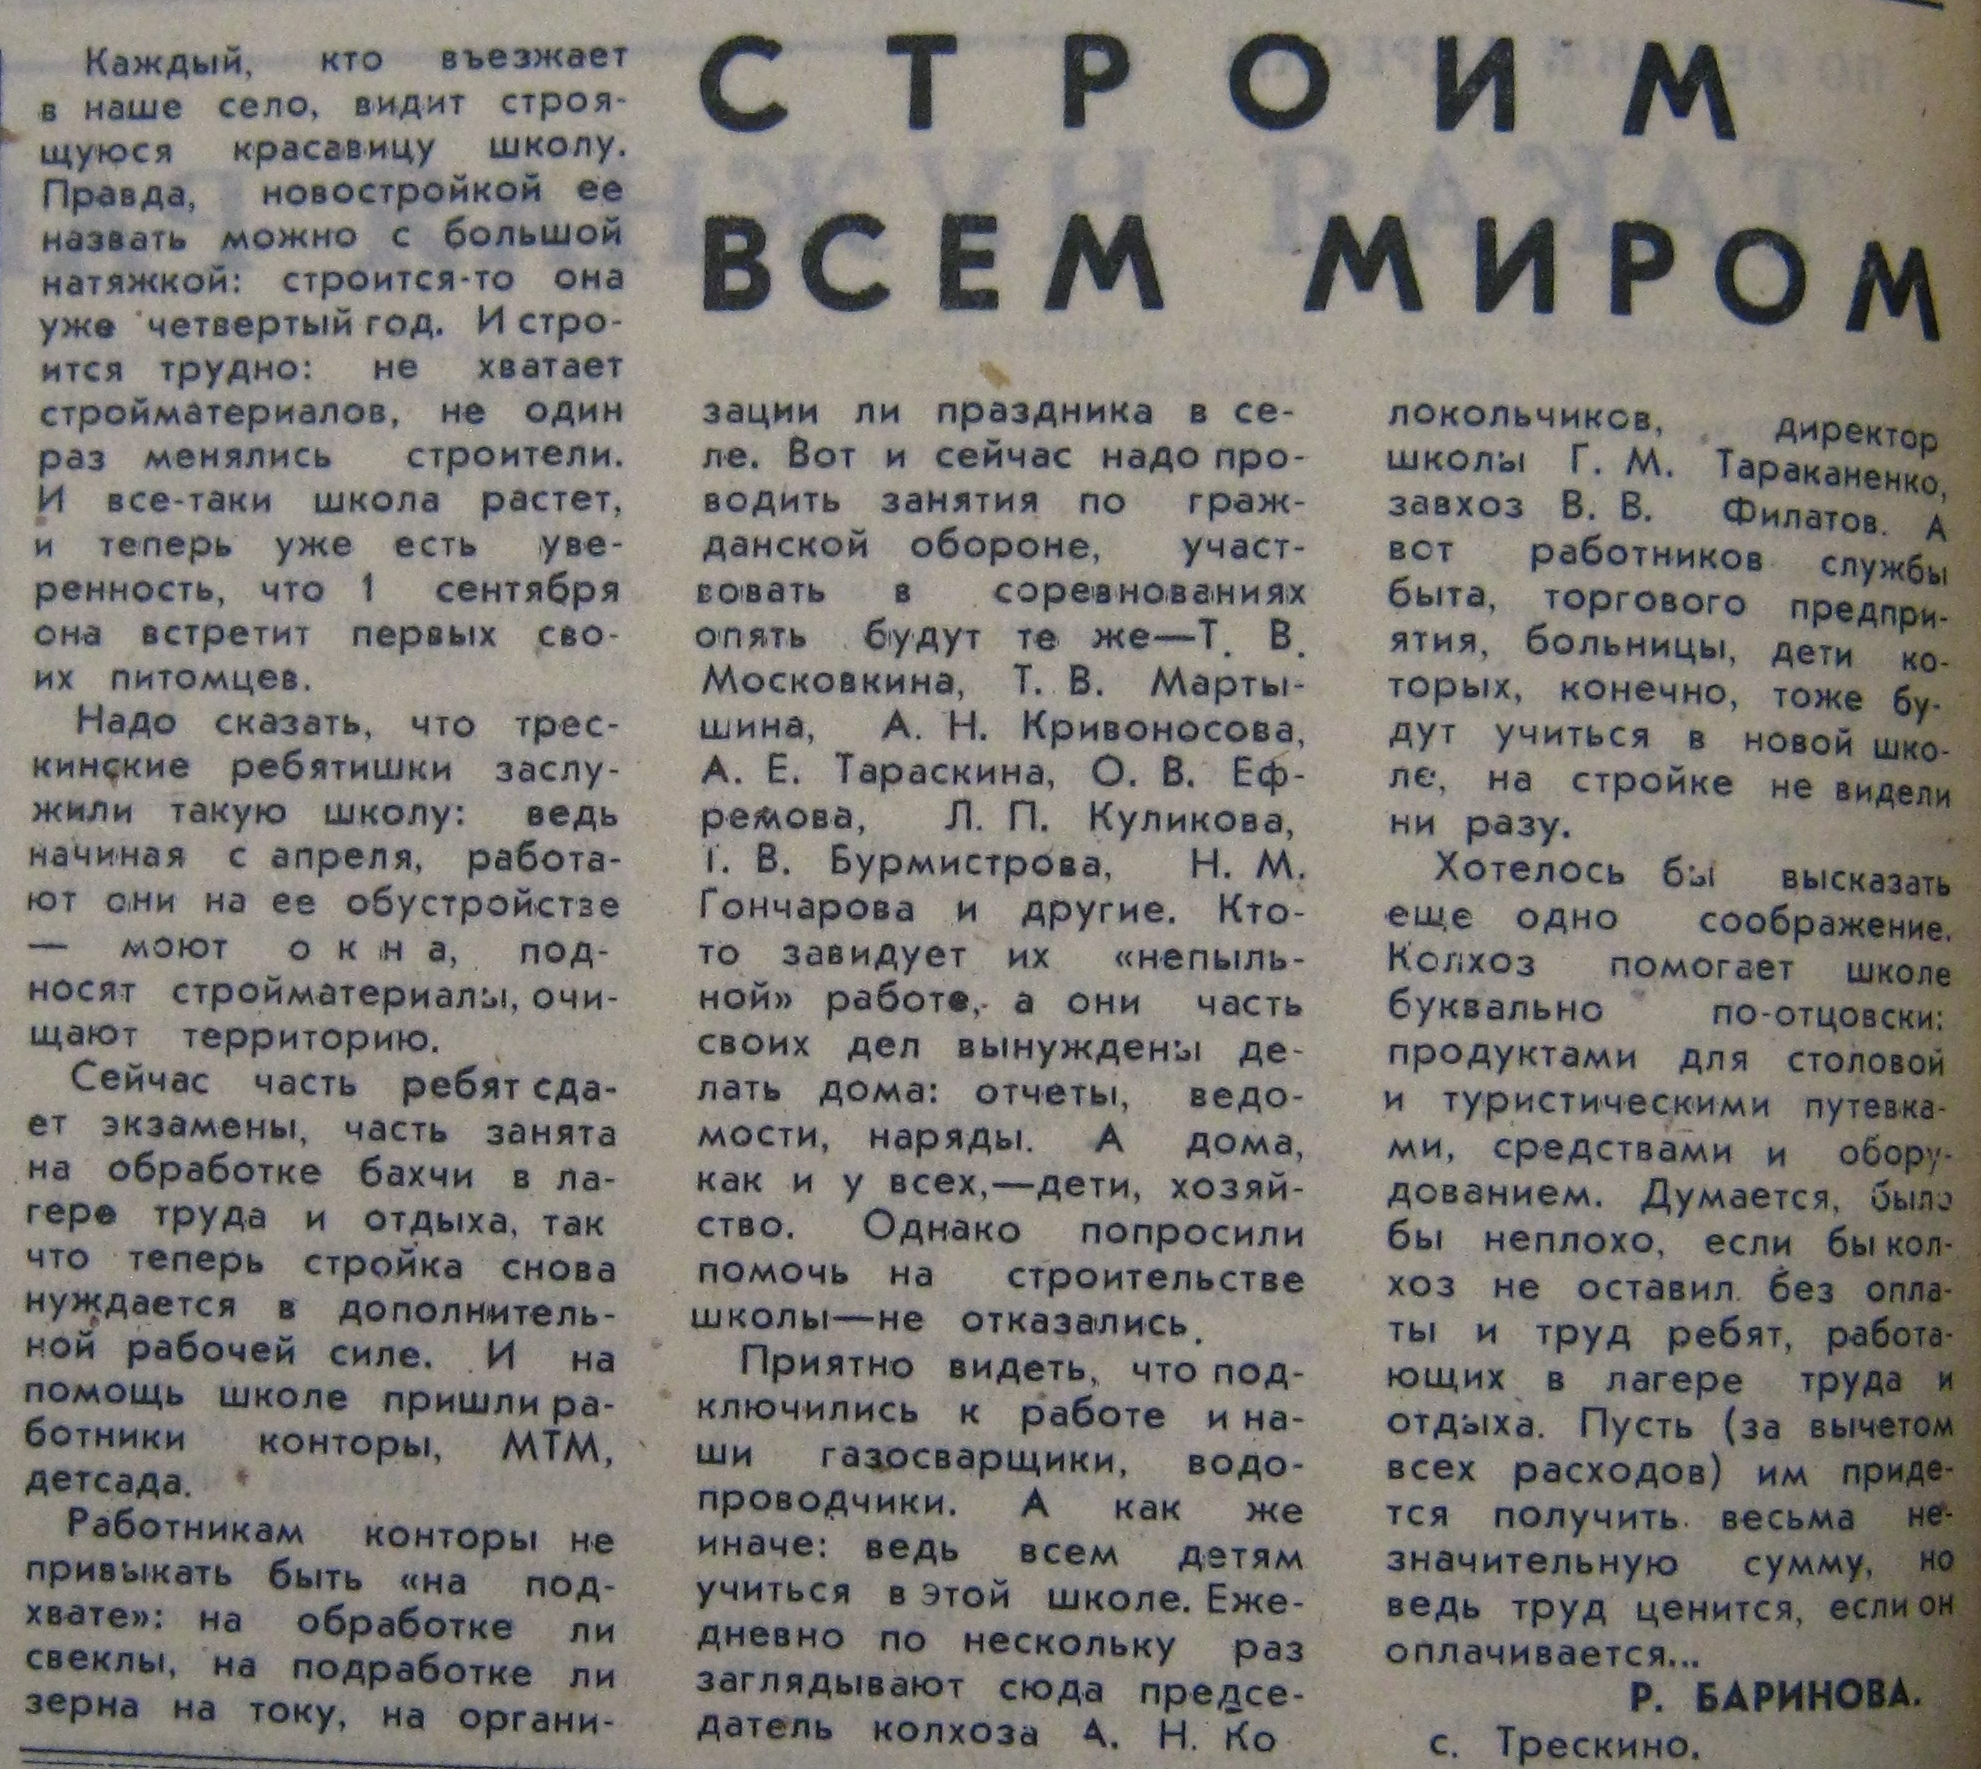 СТРОИМ
ВСЕМ МИРОМ
Каждый, кто въезжает
в наше село, видит строя-
щуюся красавицу школу.
Правда, новостройкой ее
назвать можно с большой
натяжкой: строится-то она
уже четвертый год. И стро-
ится трудно: не хватает
стройматериалов, не один
раз менялись строители.
И все-таки школа растет,
и теперь уже есть уве-
ренность, что 1 сентября
она встретит первых сво-
их питомцев.
Надо сказать, что трес-
кинские ребятишки заслу-
жили такую школу: ведь
начиная с апреля, работа-
ют они на ее обустройстве
— моют окна, под-
носят стройматериалы, очи-
щают территорию.
Сейчас часть ребят сда-
ет экзамены, часть занята
на обработке бахчи в ла-
гере труда и отдыха, так
что теперь стройка снова
нуждается в дополнитель-
ной рабочей силе. И на
помощь школе пришли ра-
ботники конторы, МТМ,
детсада.
Работникам конторы не
привыкать быть «на под-
хвате»: на обработке ли
свеклы, на подработке ли
зерна на току, на органи-
зации ли праздника в се-
ле. Вот и сейчас надо про-
водить занятия по граж-
данской обороне, участ-
вовать в соревнованиях
опять будут те же—Т. В.
Московкина, Т. В. Марты-
шина, А. Н. Кривоносова,
А. Е. Тараскина, О. В. Еф-
ремова, Л. П. Куликова,
Т. В. Бурмистрова, Н. М.
Гончарова и другие. Кто-
то завидует их «непыль-
ной» работе, а они часть
своих дел вынуждены де-
лать дома: отчеты, ведо-
мости, наряды. А дома,
как и у всех,—дети, хозяй-
ство. Однако попросили
помочь на строительстве
школы—не отказались.
Приятно видеть, что под-
ключились к работе и на-
ши газосварщики, водо-
проводчики. А как же
иначе: ведь всем детям
учиться в этой школе. Еже-
дневно по нескольку раз
заглядывают сюда предсе-
датель колхоза А. Н. Ко
локольчиков, директор
школы Г. М. Тараканенко,
завхоз В. В. Филатов. А
вот работников службы
быта, торгового предпри-
ятия, больницы, дети ко-
торых, конечно, тоже бу-
дут учиться в новой шко-
ле, на стройке не видели
ни разу.
Хотелось бы высказать
еще одно соображение.
Колхоз помогает школе
буквально по-отцовски:
продуктами для столовой
и туристическими путевка-
ми, средствами и обору-
дованием. Думается, было
бы неплохо, если бы кол-
хоз не оставил без опла-
ты и труд ребят, работа-
ющих в лагере труда и
отдыха. Пусть (за вычетом
всех расходов) им приде-
тся получить весьма не-
значительную сумму, но
ведь труд ценится, если он
оплачивается...
Р. БАРИНОВА.
с. Трескино.